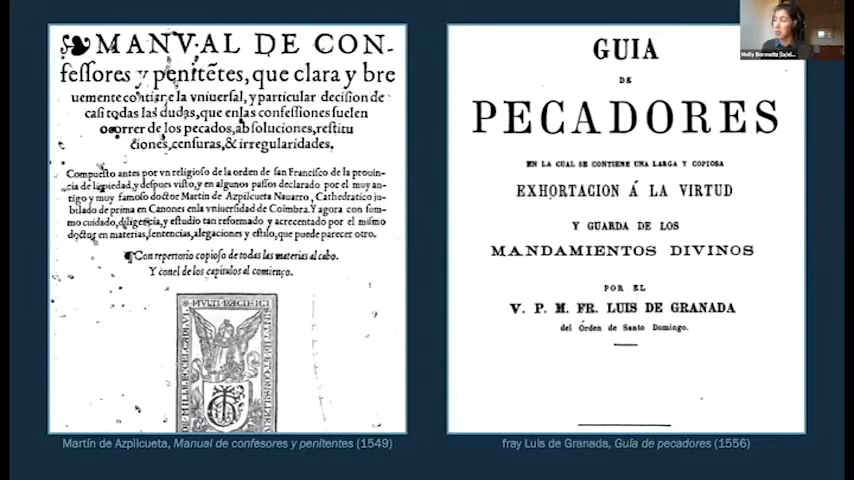 MANVAL DE CON-
fessores y penitẽtes, que clara y bre
uemente contiene la vniuersal, y particular decision de
casi todas las dudas, que en las confessiones suelen
ocorrer de los pecados, absoluciones, restitu
ciones, censuras, & irregularidades.
Compuesto antes por vn religioso de la orden de san Francisco de la prouin-
cia de la piedad, y despues visto, y en algunos passos declarado por el muy an-
tigo y muy famoso doctor Martin de Azpilcueta Nauarro, Cathedratico ju-
bilado de prima en Canones en la vniuersidad de Coimbra. Y agora con sum-
mo cuidado, diligencia, y estudio tan reformado y acrecentado por el mismo
doctor en materias, sentencias, alegaciones y estilo, que puede parecer otro.
¶Con repertorio copioso de todas las materias al cabo.
Y con el de los capitulos al comienço.
Martín de Azpilcueta, Manual de confesores y penitentes (1549)
GUIA
DE
PECADORES
EN LA CUAL SE CONTIENE UNA LARGA Y COPIOSA
EXHORTACION Á LA VIRTUD
Y GUARDA DE LOS
MANDAMIENTOS DIVINOS
POR EL
V. P. M. FR. LUIS DE GRANADA
del Orden de Santo Domingo.
fray Luis de Granada, Guía de pecadores (1556)